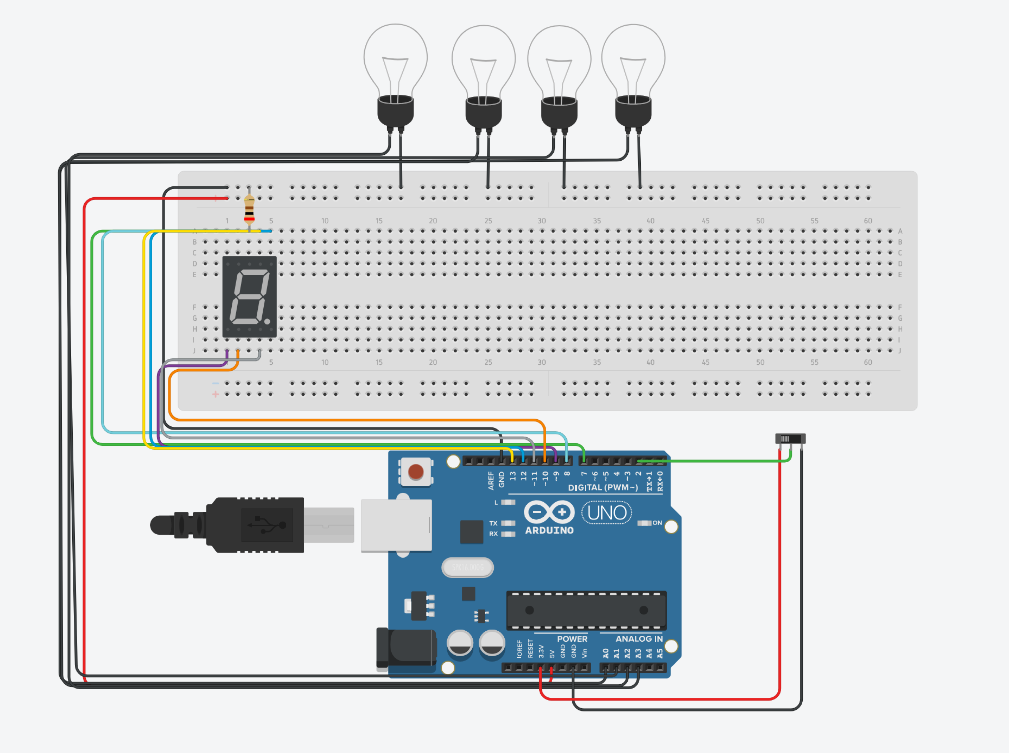 1 5 10 15 20 25 30 35 40 45 50 55 60
A A
B B
C C
D D
E E
F F
G G
H H
I I
J J
5 10 15 20 25 30 35 40 45 50 55 60
AREF GND 13 12 ~11 ~10 ~9 8 7 ~6 ~5 4 ~3 2 TX→1 RX←0
DIGITAL (PWM~)
L
TX
RX
ARDUINO
UNO
ON
POWER
ANALOG IN
IOREF RESET 3.3V 5V GND GND Vin A0 A1 A2 A3 A4 A5